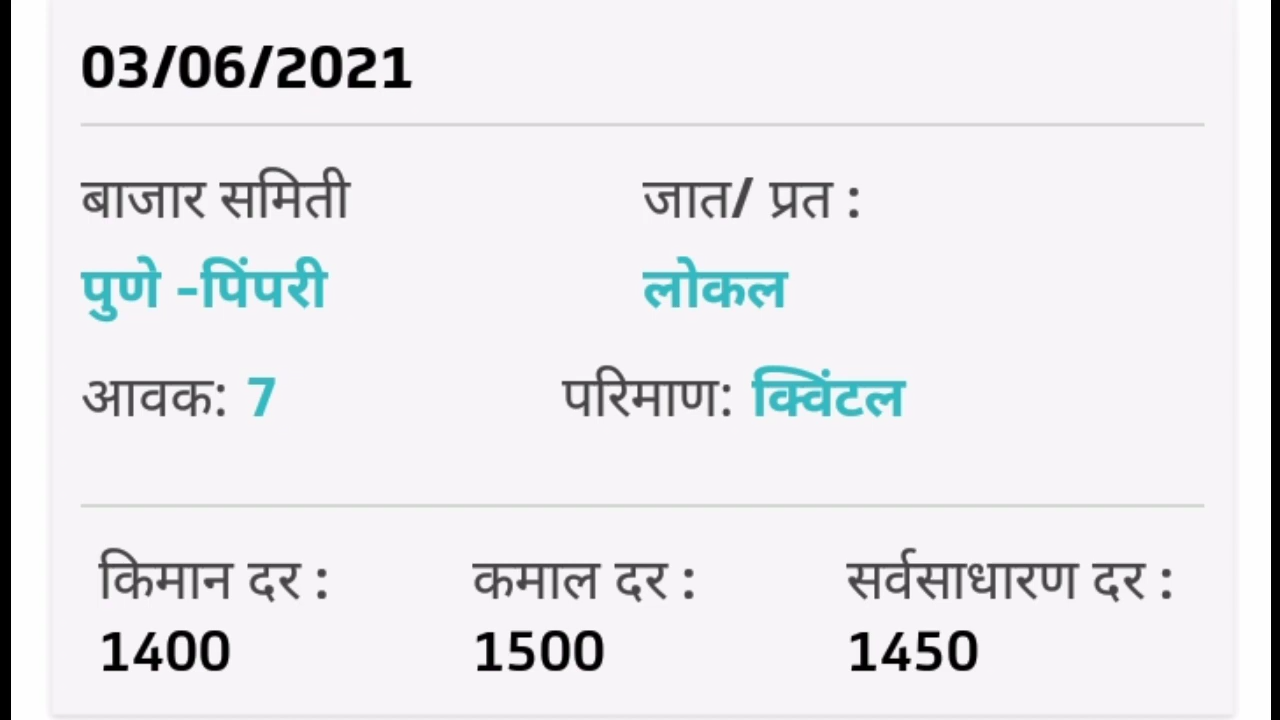 03/06/2021
बाजार समिती जात/ प्रत :
पुणे -पिंपरी लोकल
आवक: 7 परिमाण: क्विंटल
किमान दर : कमाल दर : सर्वसाधारण दर :
1400 1500 1450